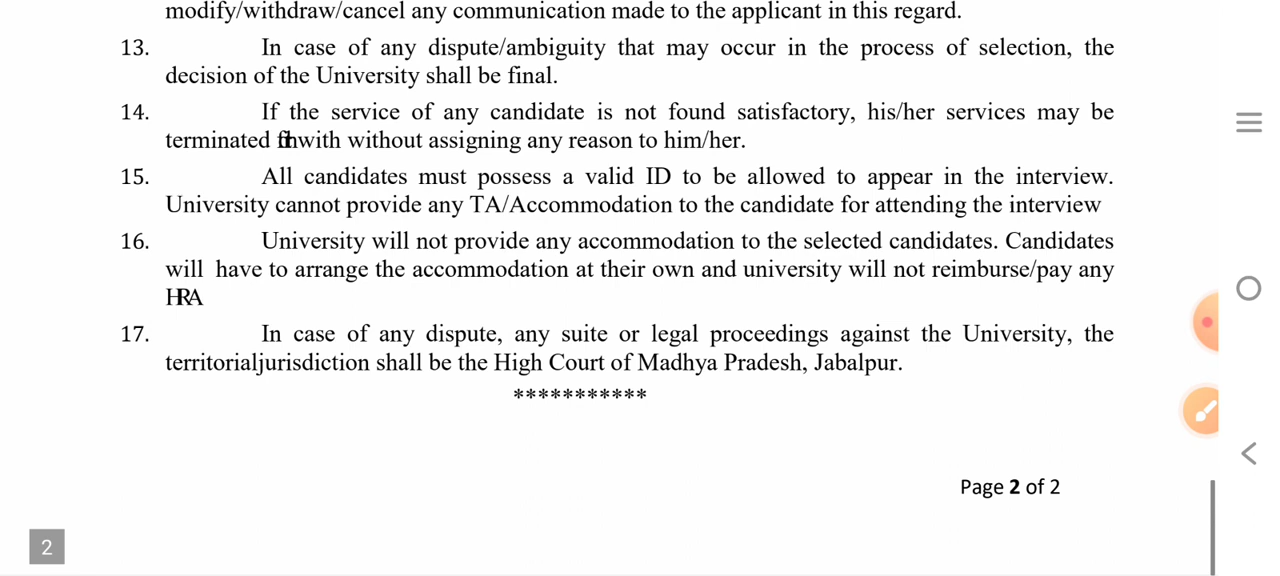 modify/withdraw/cancel any communication made to the applicant in this regard.
13. In case of any dispute/ambiguity that may occur in the process of selection, the
decision of the University shall be final.
14. If the service of any candidate is not found satisfactory, his/her services may be
terminated without assigning any reason to him/her.
15. All candidates must possess a valid ID to be allowed to appear in the interview.
University cannot provide any TA/Accommodation to the candidate for attending the interview
16. University will not provide any accommodation to the selected candidates. Candidates
will have to arrange the accommodation at their own and university will not reimburse/pay any
HRA
17. In case of any dispute, any suite or legal proceedings against the University, the
territorialjurisdiction shall be the High Court of Madhya Pradesh, Jabalpur.
***********
Page 2 of 2
2